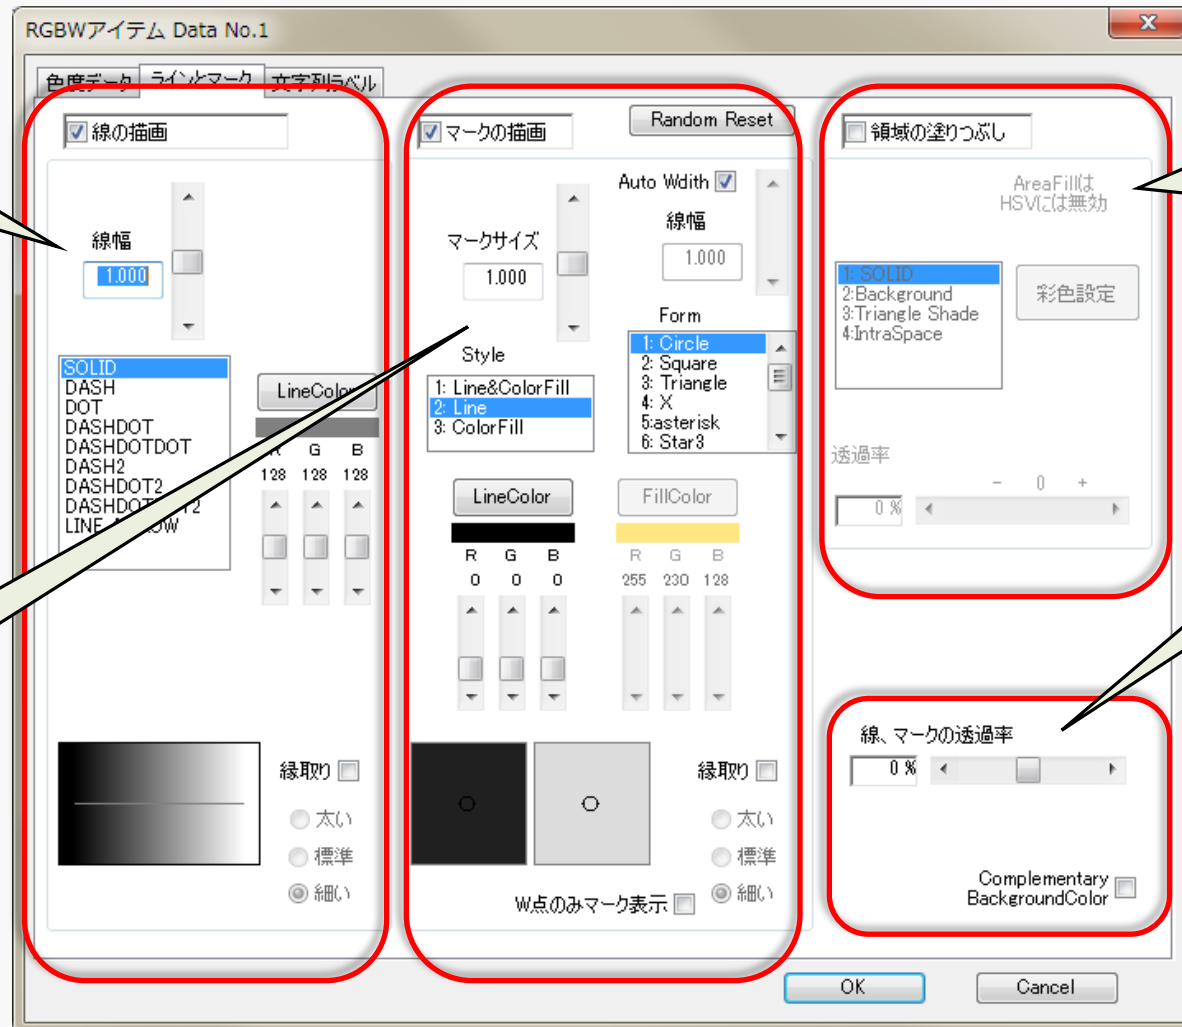 RGBWアイテム Data No.1
色度データ
ラインとマーク
文字列ラベル
線の描画
線幅
1.000
SOLID
DASH
DOT
DASHDOT
DASHDOTDOT
DASH2
DASHDOT2
LineColor
G B
128 128 128
縁取り
太い
標準
細い
マークの描画
Random Reset
マークサイズ
1.000
Auto Wdith
線幅
1.000
Style
1: Line&ColorFill
2: Line
3: ColorFill
Form
1: Circle
2: Square
3: Triangle
4: X
5:asterisk
6: Star3
LineColor
R G B
0 0 0
FillColor
R G B
255 230 128
縁取り
太い
標準
細い
W点のみマーク表示
領域の塗りつぶし
AreaFillは
HSVには無効
1: SOLID
2:Background
3:Triangle Shade
4:IntraSpace
彩色設定
透過率
- 0 +
0 %
線、マークの透過率
0 %
Complementary
BackgroundColor
OK
Cancel